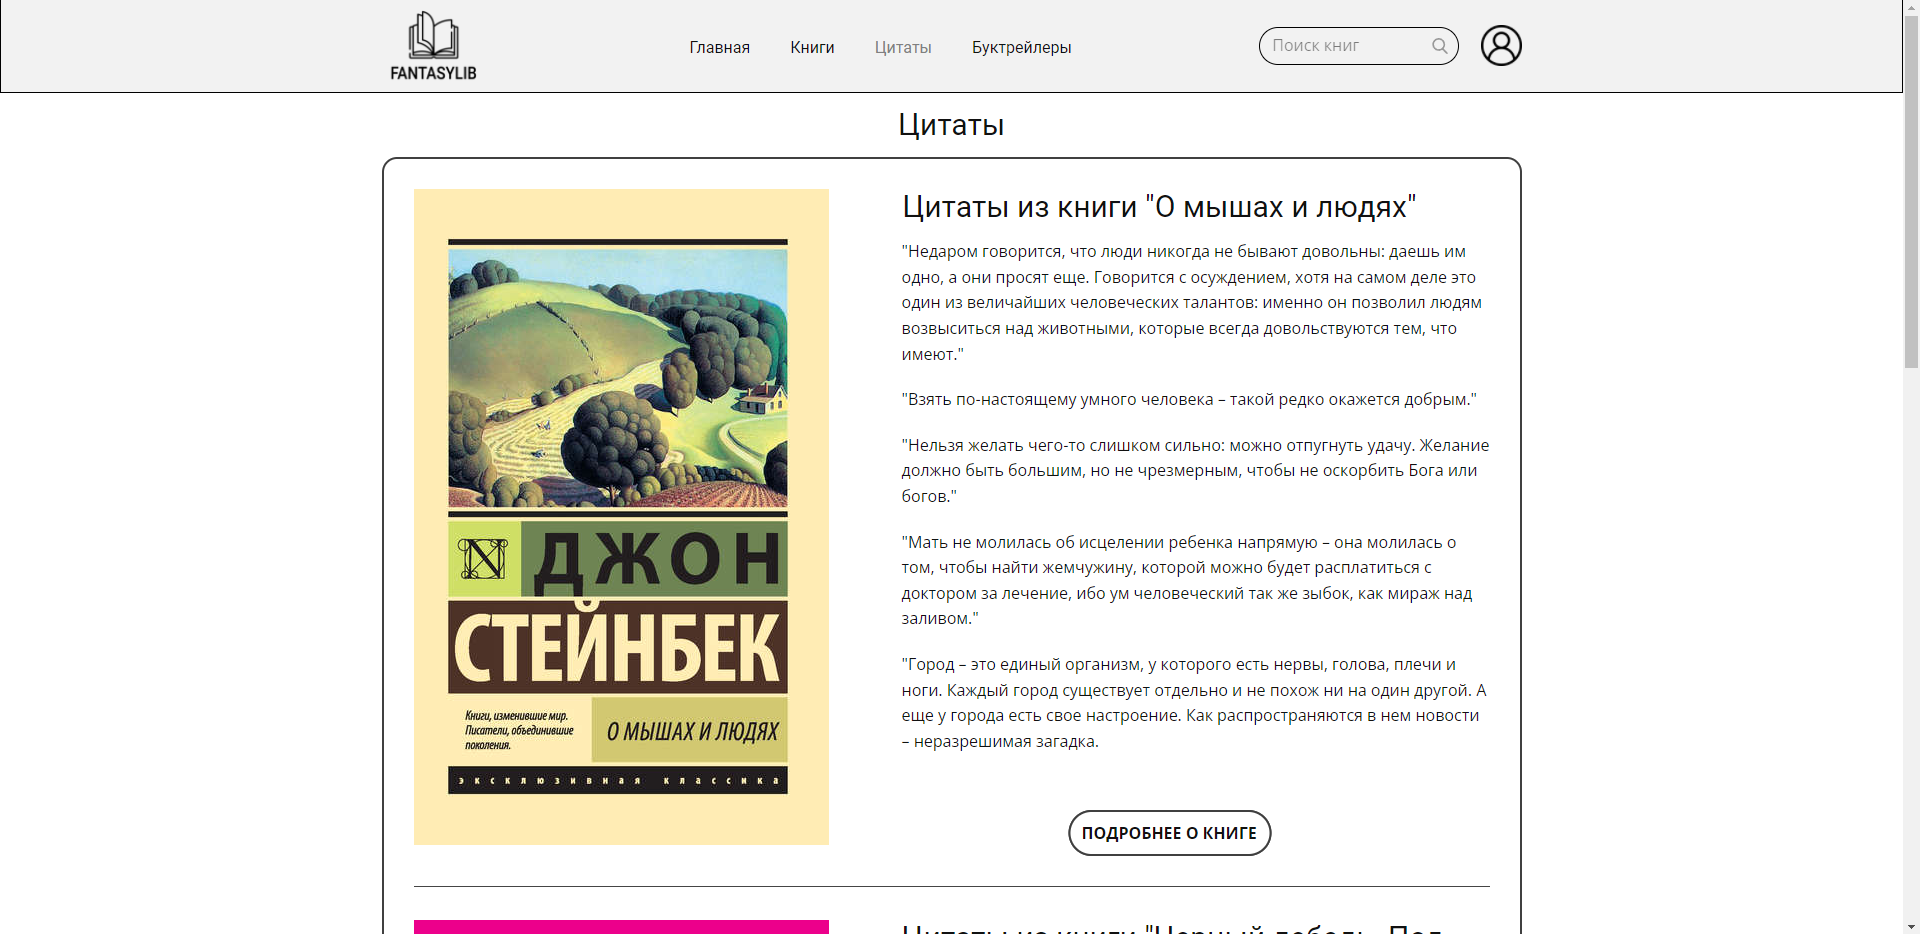 FANTASYLIB
Главная
Книги
Цитаты
Буктрейлеры
Поиск книг
Цитаты
ДЖОН
СТЕЙНБЕК
Книги, изменившие мир.
Писатели, объединившие
поколения.
О МЫШАХ И ЛЮДЯХ
эксклюзивная классика
Цитаты из книги "О мышах и людях"
"Недаром говорится, что люди никогда не бывают довольны: даешь им
одно, а они просят еще. Говорится с осуждением, хотя на самом деле это
один из величайших человеческих талантов: именно он позволил людям
возвыситься над животными, которые всегда довольствуются тем, что
имеют."
"Взять по-настоящему умного человека – такой редко окажется добрым."
"Нельзя желать чего-то слишком сильно: можно отпугнуть удачу. Желание
должно быть большим, но не чрезмерным, чтобы не оскорбить Бога или
богов."
"Мать не молилась об исцелении ребенка напрямую – она молилась о
том, чтобы найти жемчужину, которой можно будет расплатиться с
доктором за лечение, ибо ум человеческий так же зыбок, как мираж над
заливом."
"Город – это единый организм, у которого есть нервы, голова, плечи и
ноги. Каждый город существует отдельно и не похож ни на один другой. А
еще у города есть свое настроение. Как распространяются в нем новости
– неразрешимая загадка.
ПОДРОБНЕЕ О КНИГЕ
Цитаты из книги "Черный лебедь. Под